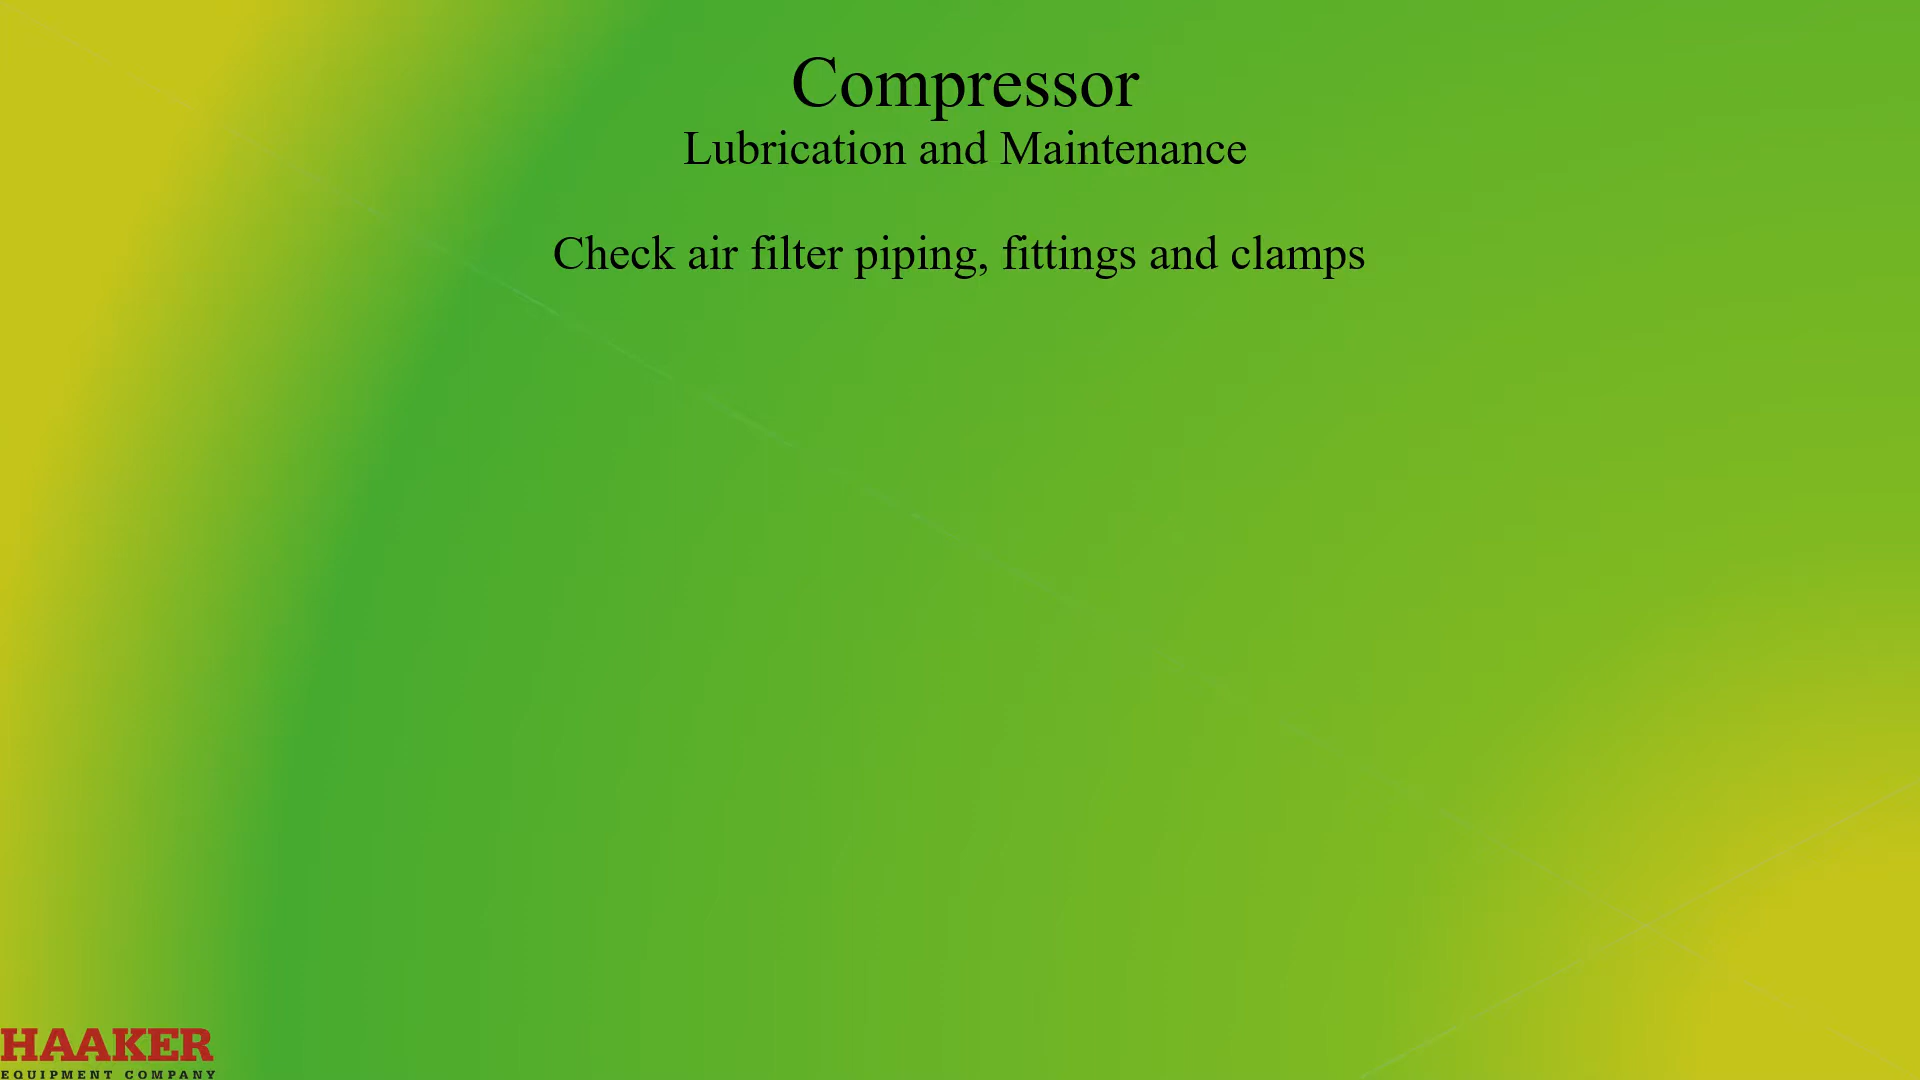 Compressor
Lubrication and Maintenance
Check air filter piping, fittings and clamps
HAAKER
EQUIPMENT COMPANY